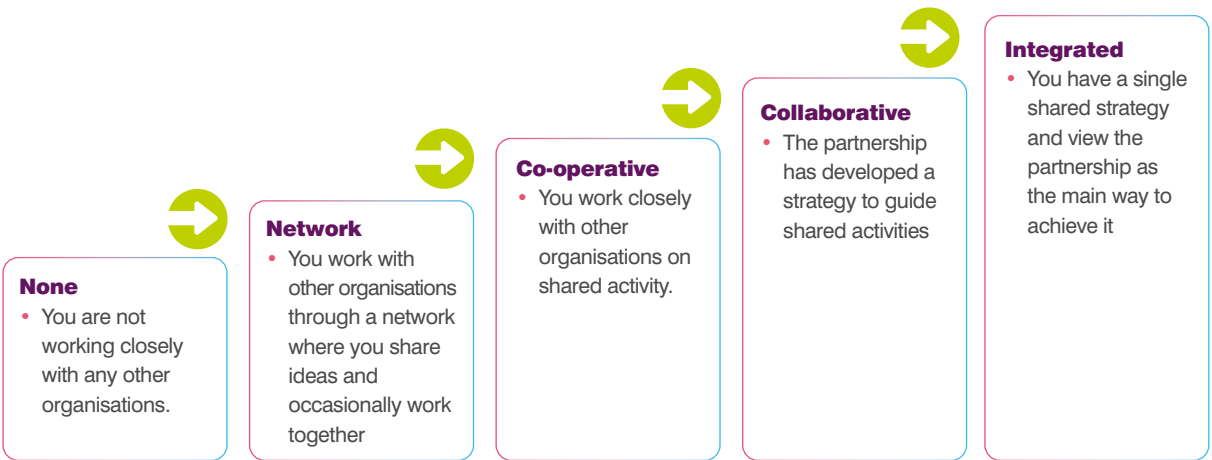 None
• You are not
working closely
with any other
organisations.
Network
• You work with
other organisations
through a network
where you share
ideas and
occasionally work
together
Co-operative
• You work closely
with other
organisations on
shared activity.
Collaborative
• The partnership
has developed a
strategy to guide
shared activities
Integrated
• You have a single
shared strategy
and view the
partnership as
the main way to
achieve it